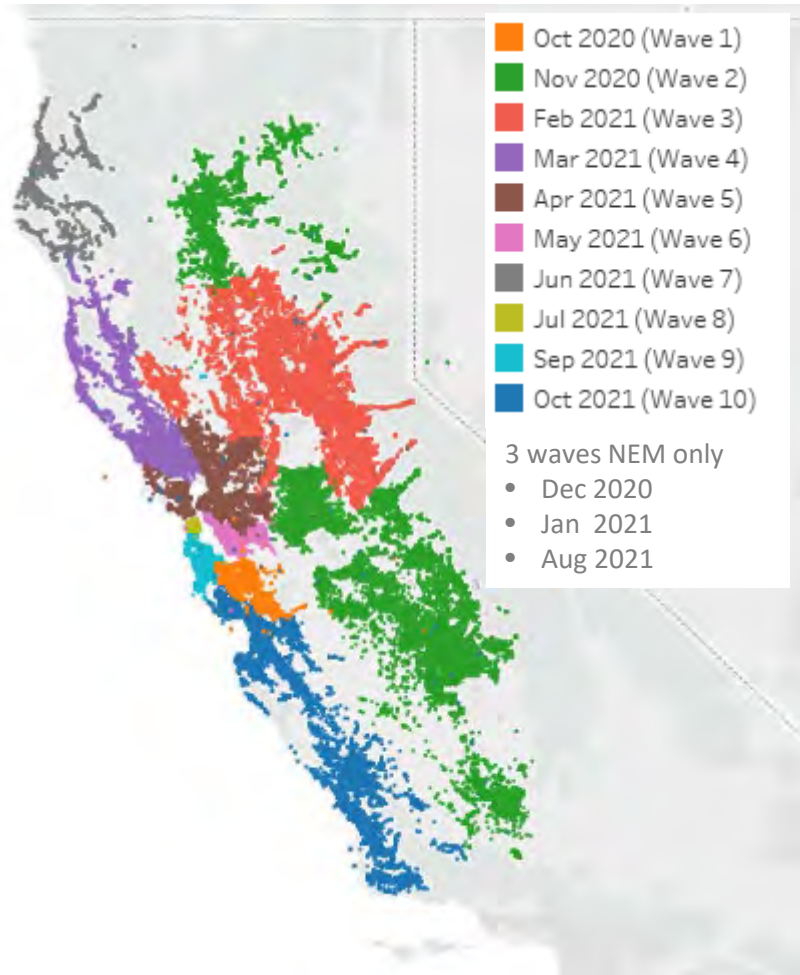 Oct 2020 (Wave 1)
Nov 2020 (Wave 2)
Feb 2021 (Wave 3)
Mar 2021 (Wave 4)
Apr 2021 (Wave 5)
May 2021 (Wave 6)
Jun 2021 (Wave 7)
Jul 2021 (Wave 8)
Sep 2021 (Wave 9)
Oct 2021 (Wave 10)
3 waves NEM only
• Dec 2020
• Jan 2021
• Aug 2021